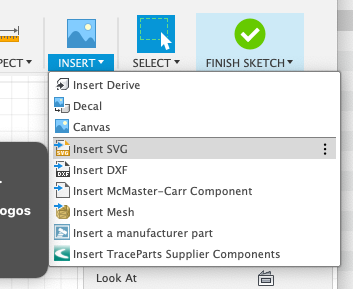 PECT
INSERT
SELECT
FINISH SKETCH
Insert Derive
Decal
Canvas
Insert SVG
Insert DXF
Insert McMaster-Carr Component
Insert Mesh
Insert a manufacturer part
Insert TraceParts Supplier Components
ogos
Look At